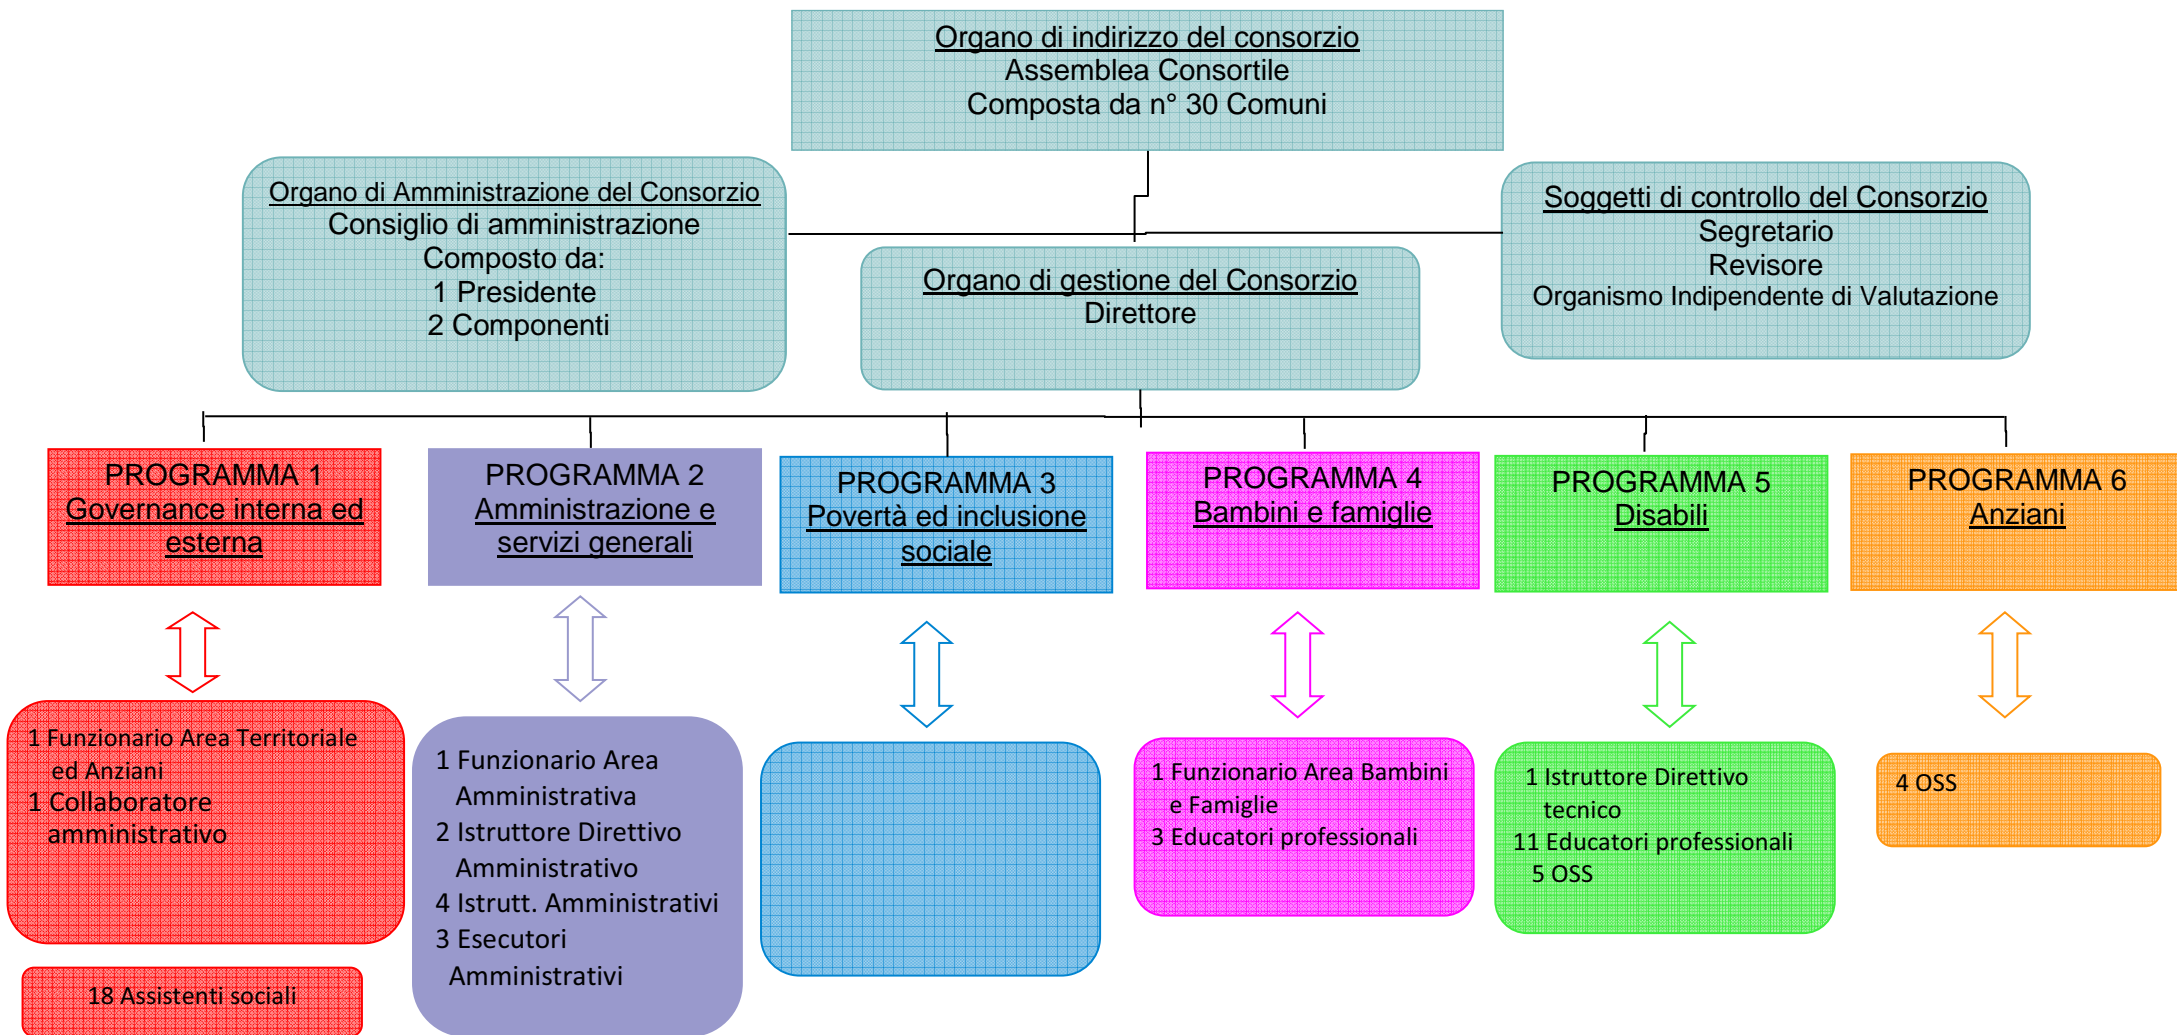 Organo di indirizzo del consorzio
Assemblea Consortile
Composta da n° 30 Comuni
Organo di Amministrazione del Consorzio
Consiglio di amministrazione
Composto da:
1 Presidente
2 Componenti
Organo di gestione del Consorzio
Direttore
Soggetti di controllo del Consorzio
Segretario
Revisore
Organismo Indipendente di Valutazione
PROGRAMMA 1
Governance interna ed
esterna
PROGRAMMA 2
Amministrazione e
servizi generali
PROGRAMMA 3
Povertà ed inclusione
sociale
PROGRAMMA 4
Bambini e famiglie
PROGRAMMA 5
Disabili
PROGRAMMA 6
Anziani
1 Funzionario Area Territoriale
ed Anziani
1 Collaboratore
amministrativo
18 Assistenti sociali
1 Funzionario Area
Amministrativa
2 Istruttore Direttivo
Amministrativo
4 Istrutt. Amministrativi
3 Esecutori
Amministrativi
1 Funzionario Area Bambini
e Famiglie
3 Educatori professionali
1 Istruttore Direttivo
tecnico
11 Educatori professionali
5 OSS
4 OSS